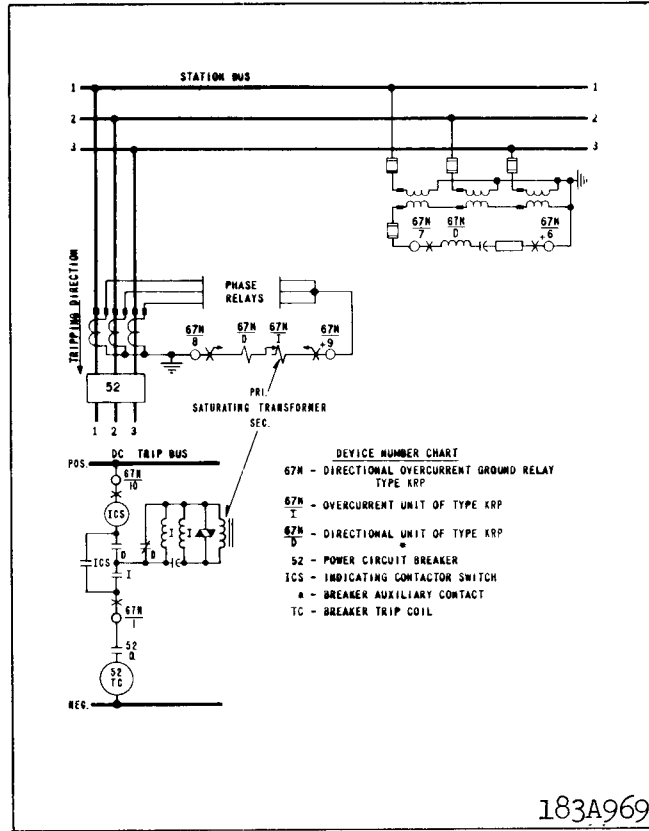 STATION BUS
1 1
2 2
3 3
67N
7
67N
D
67N
+6
TRIPPING DIRECTION
PHASE
RELAYS
67N
8
67N
D
67N
I
67N
+9
52
PRI.
SATURATING TRANSFORMER
SEC.
1 2 3
DC TRIP BUS
POS.
67N
10
ICS
ICS
D
I
D
I
I
67N
1
52
a
52
TC
NEG.
DEVICE NUMBER CHART
67N - DIRECTIONAL OVERCURRENT GROUND RELAY
TYPE KRP
67N
I - OVERCURRENT UNIT OF TYPE KRP
67N
D - DIRECTIONAL UNIT OF TYPE KRP
52 - POWER CIRCUIT BREAKER
ICS - INDICATING CONTACTOR SWITCH
a - BREAKER AUXILIARY CONTACT
TC - BREAKER TRIP COIL
183A969